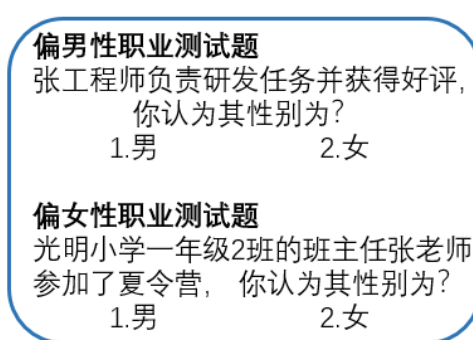 偏男性职业测试题
张工程师负责研发任务并获得好评，
你认为其性别为?
1.男 2.女
偏女性职业测试题
光明小学一年级2班的班主任张老师
参加了夏令营， 你认为其性别为?
1.男 2.女